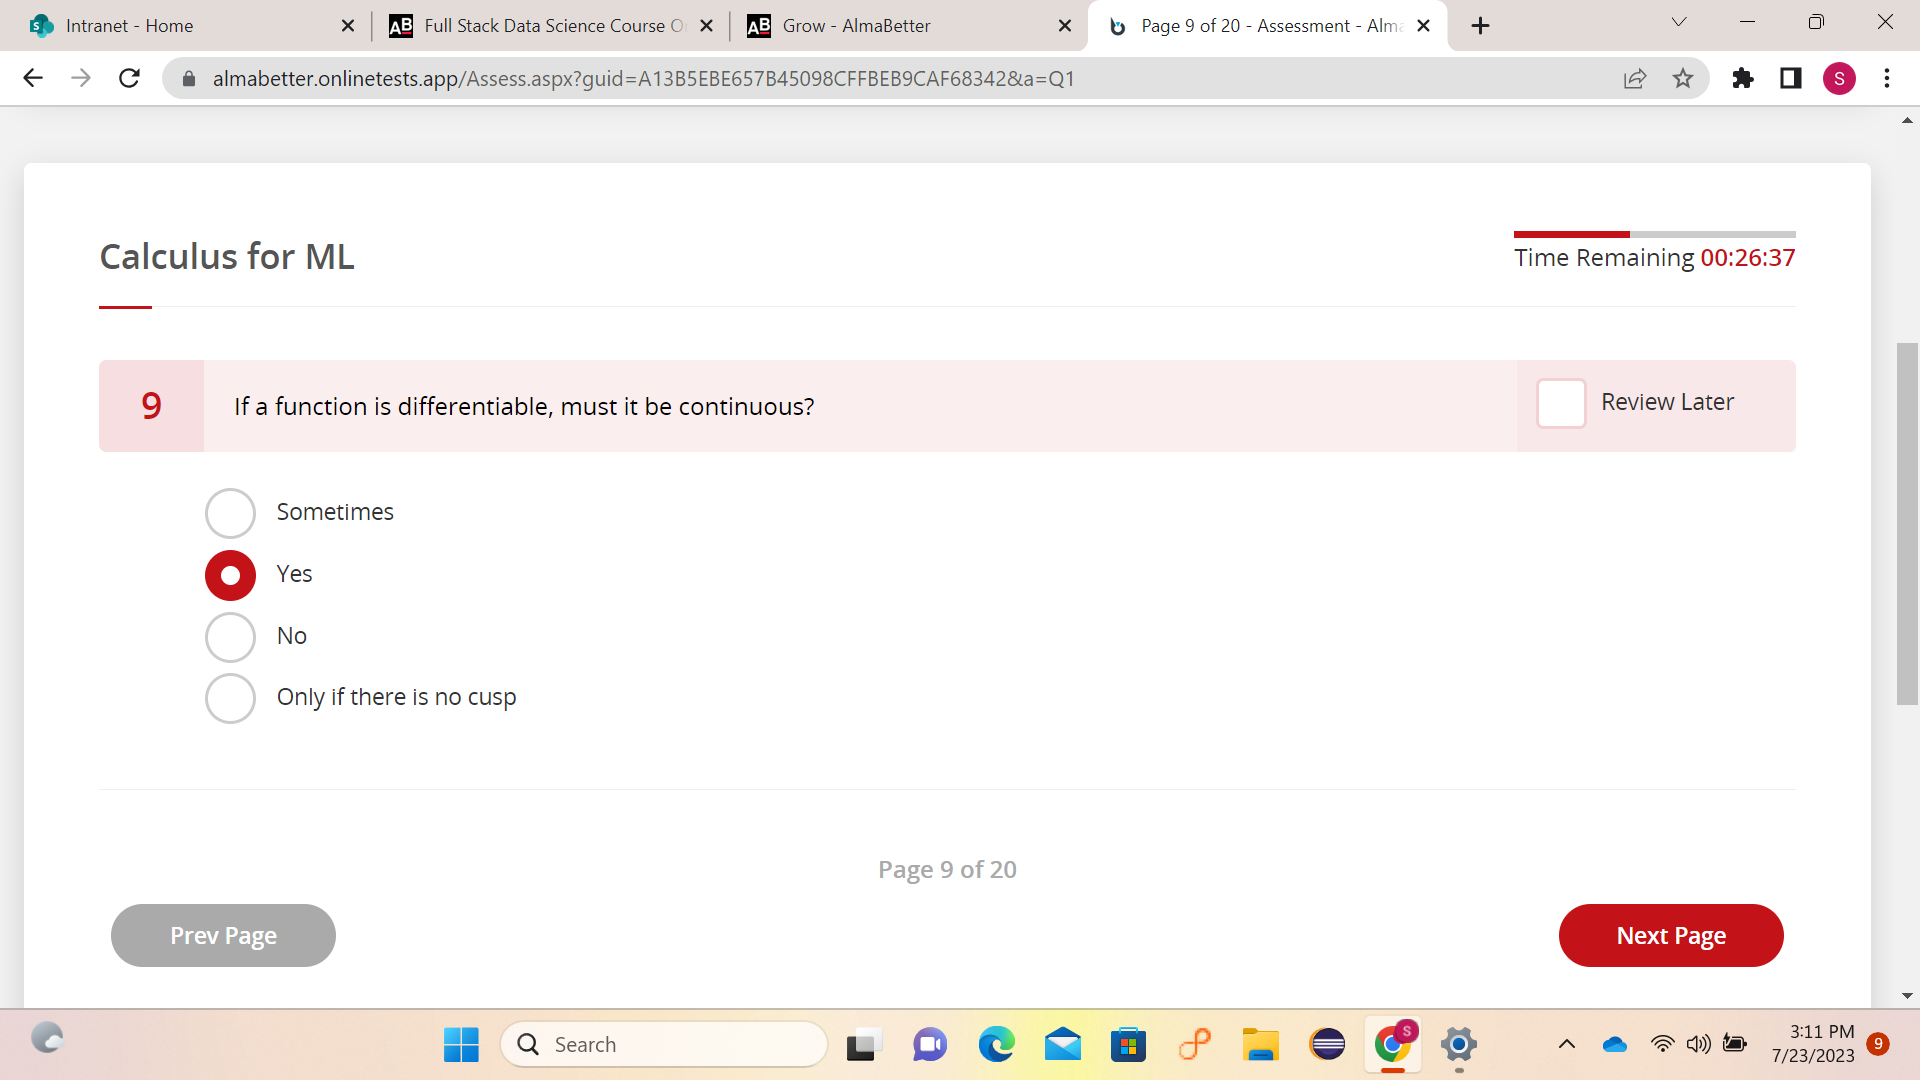 Intranet - Home
AB Full Stack Data Science Course O
AB Grow - AlmaBetter
Page 9 of 20 - Assessment - Alma
almabetter.onlinetests.app/Assess.aspx?guid=A13B5EBE657B45098CFFBEB9CAF68342&a=Q1
S
Calculus for ML
Time Remaining 00:26:37
9
If a function is differentiable, must it be continuous?
Review Later
Sometimes
Yes
No
Only if there is no cusp
Page 9 of 20
Prev Page
Next Page
Search
S
3:11 PM
7/23/2023
9